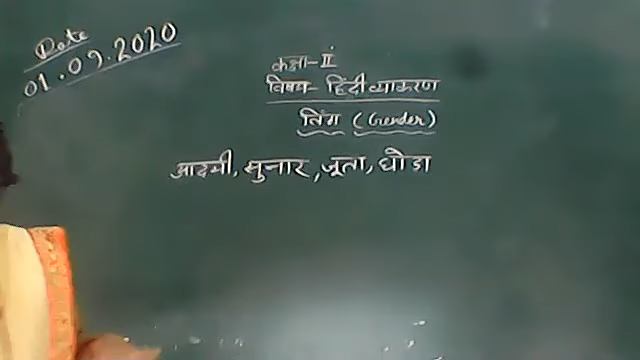 Date
01.09.2020
कक्षा-II
विषय- हिंदी व्याकरण
लिंग (Gender)
आदमी, सुनार, जूता, घोडा